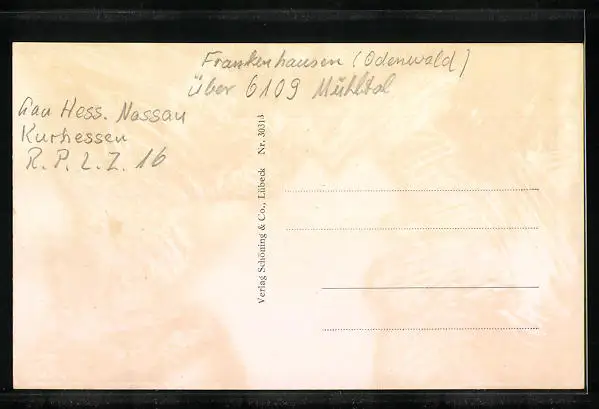 Frankenhausen (Odenwald)
über 6109 Mühltal
Gau Hess. Nassau
Kurhessen
R. P. L. Z. 16
Verlag Schöning & Co., Lübeck Nr. 30313